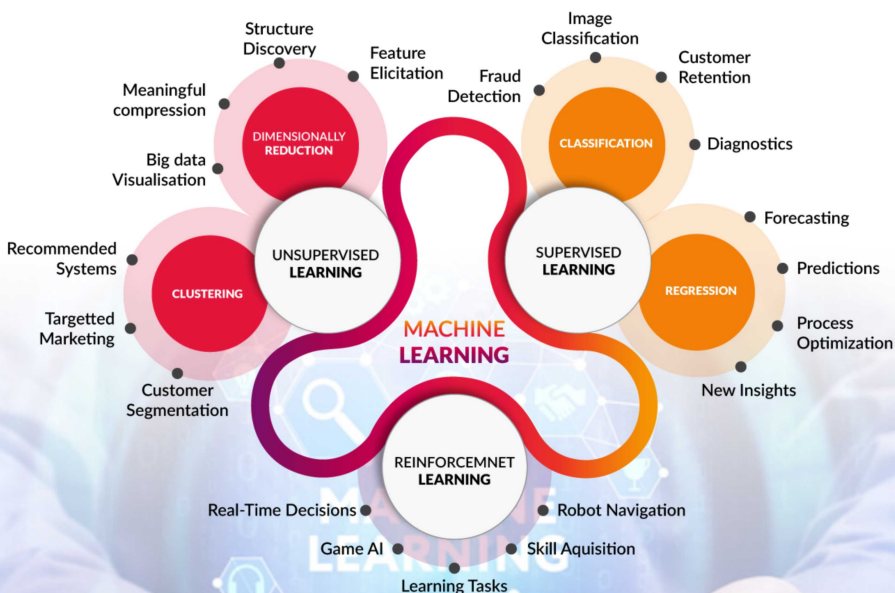 Structure
Discovery
Feature
Elicitation
Meaningful
compression
Big data
Visualisation
DIMENSIONALLY
REDUCTION
Recommended
Systems
Targetted
Marketing
Customer
Segmentation
CLUSTERING
UNSUPERVISED
LEARNING
Image
Classification
Fraud
Detection
Customer
Retention
Diagnostics
CLASSIFICATION
SUPERVISED
LEARNING
Forecasting
Predictions
Process
Optimization
New Insights
REGRESSION
MACHINE
LEARNING
REINFORCEMNET
LEARNING
Real-Time Decisions
Game AI
Learning Tasks
Skill Aquisition
Robot Navigation
MACHINE
LEARNING